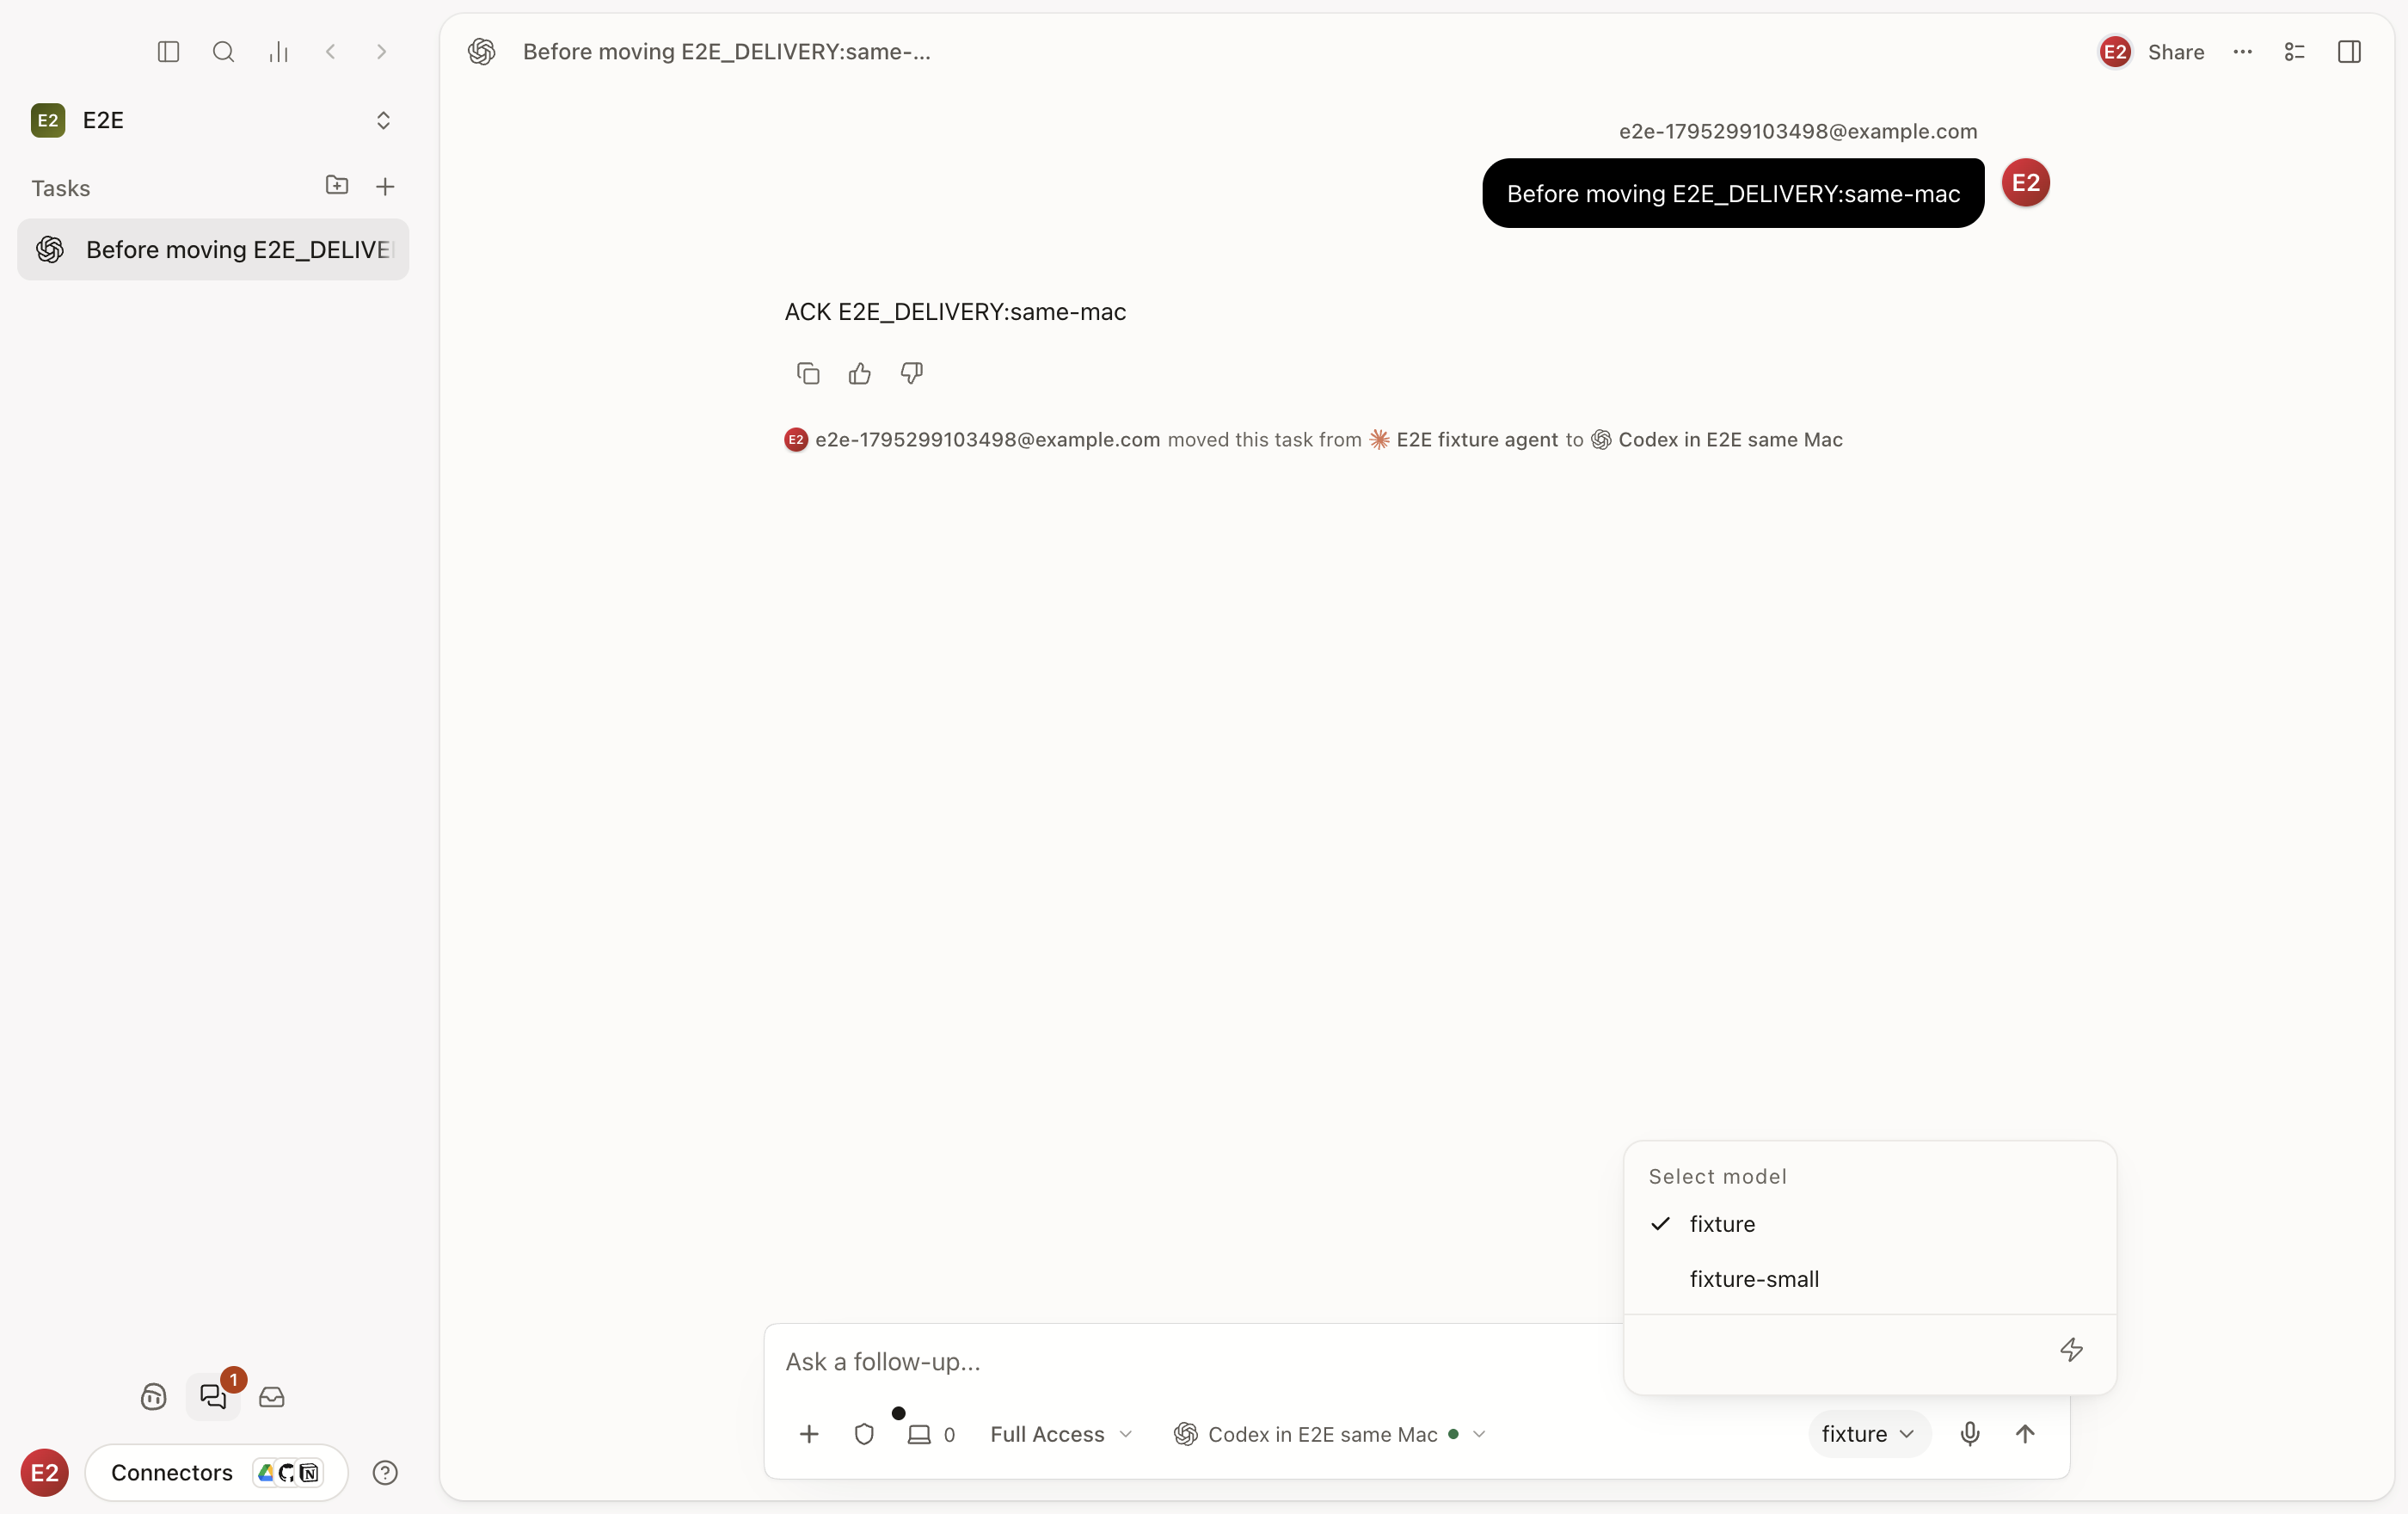 E2 E2E
Tasks
Before moving E2E_DELIVE
Before moving E2E_DELIVERY:same-...
E2 Share
e2e-1795299103498@example.com
Before moving E2E_DELIVERY:same-mac
E2
ACK E2E_DELIVERY:same-mac
E2 e2e-1795299103498@example.com moved this task from E2E fixture agent to Codex in E2E same Mac
Select model
fixture
fixture-small
Ask a follow-up...
0 Full Access Codex in E2E same Mac fixture
1
E2 Connectors